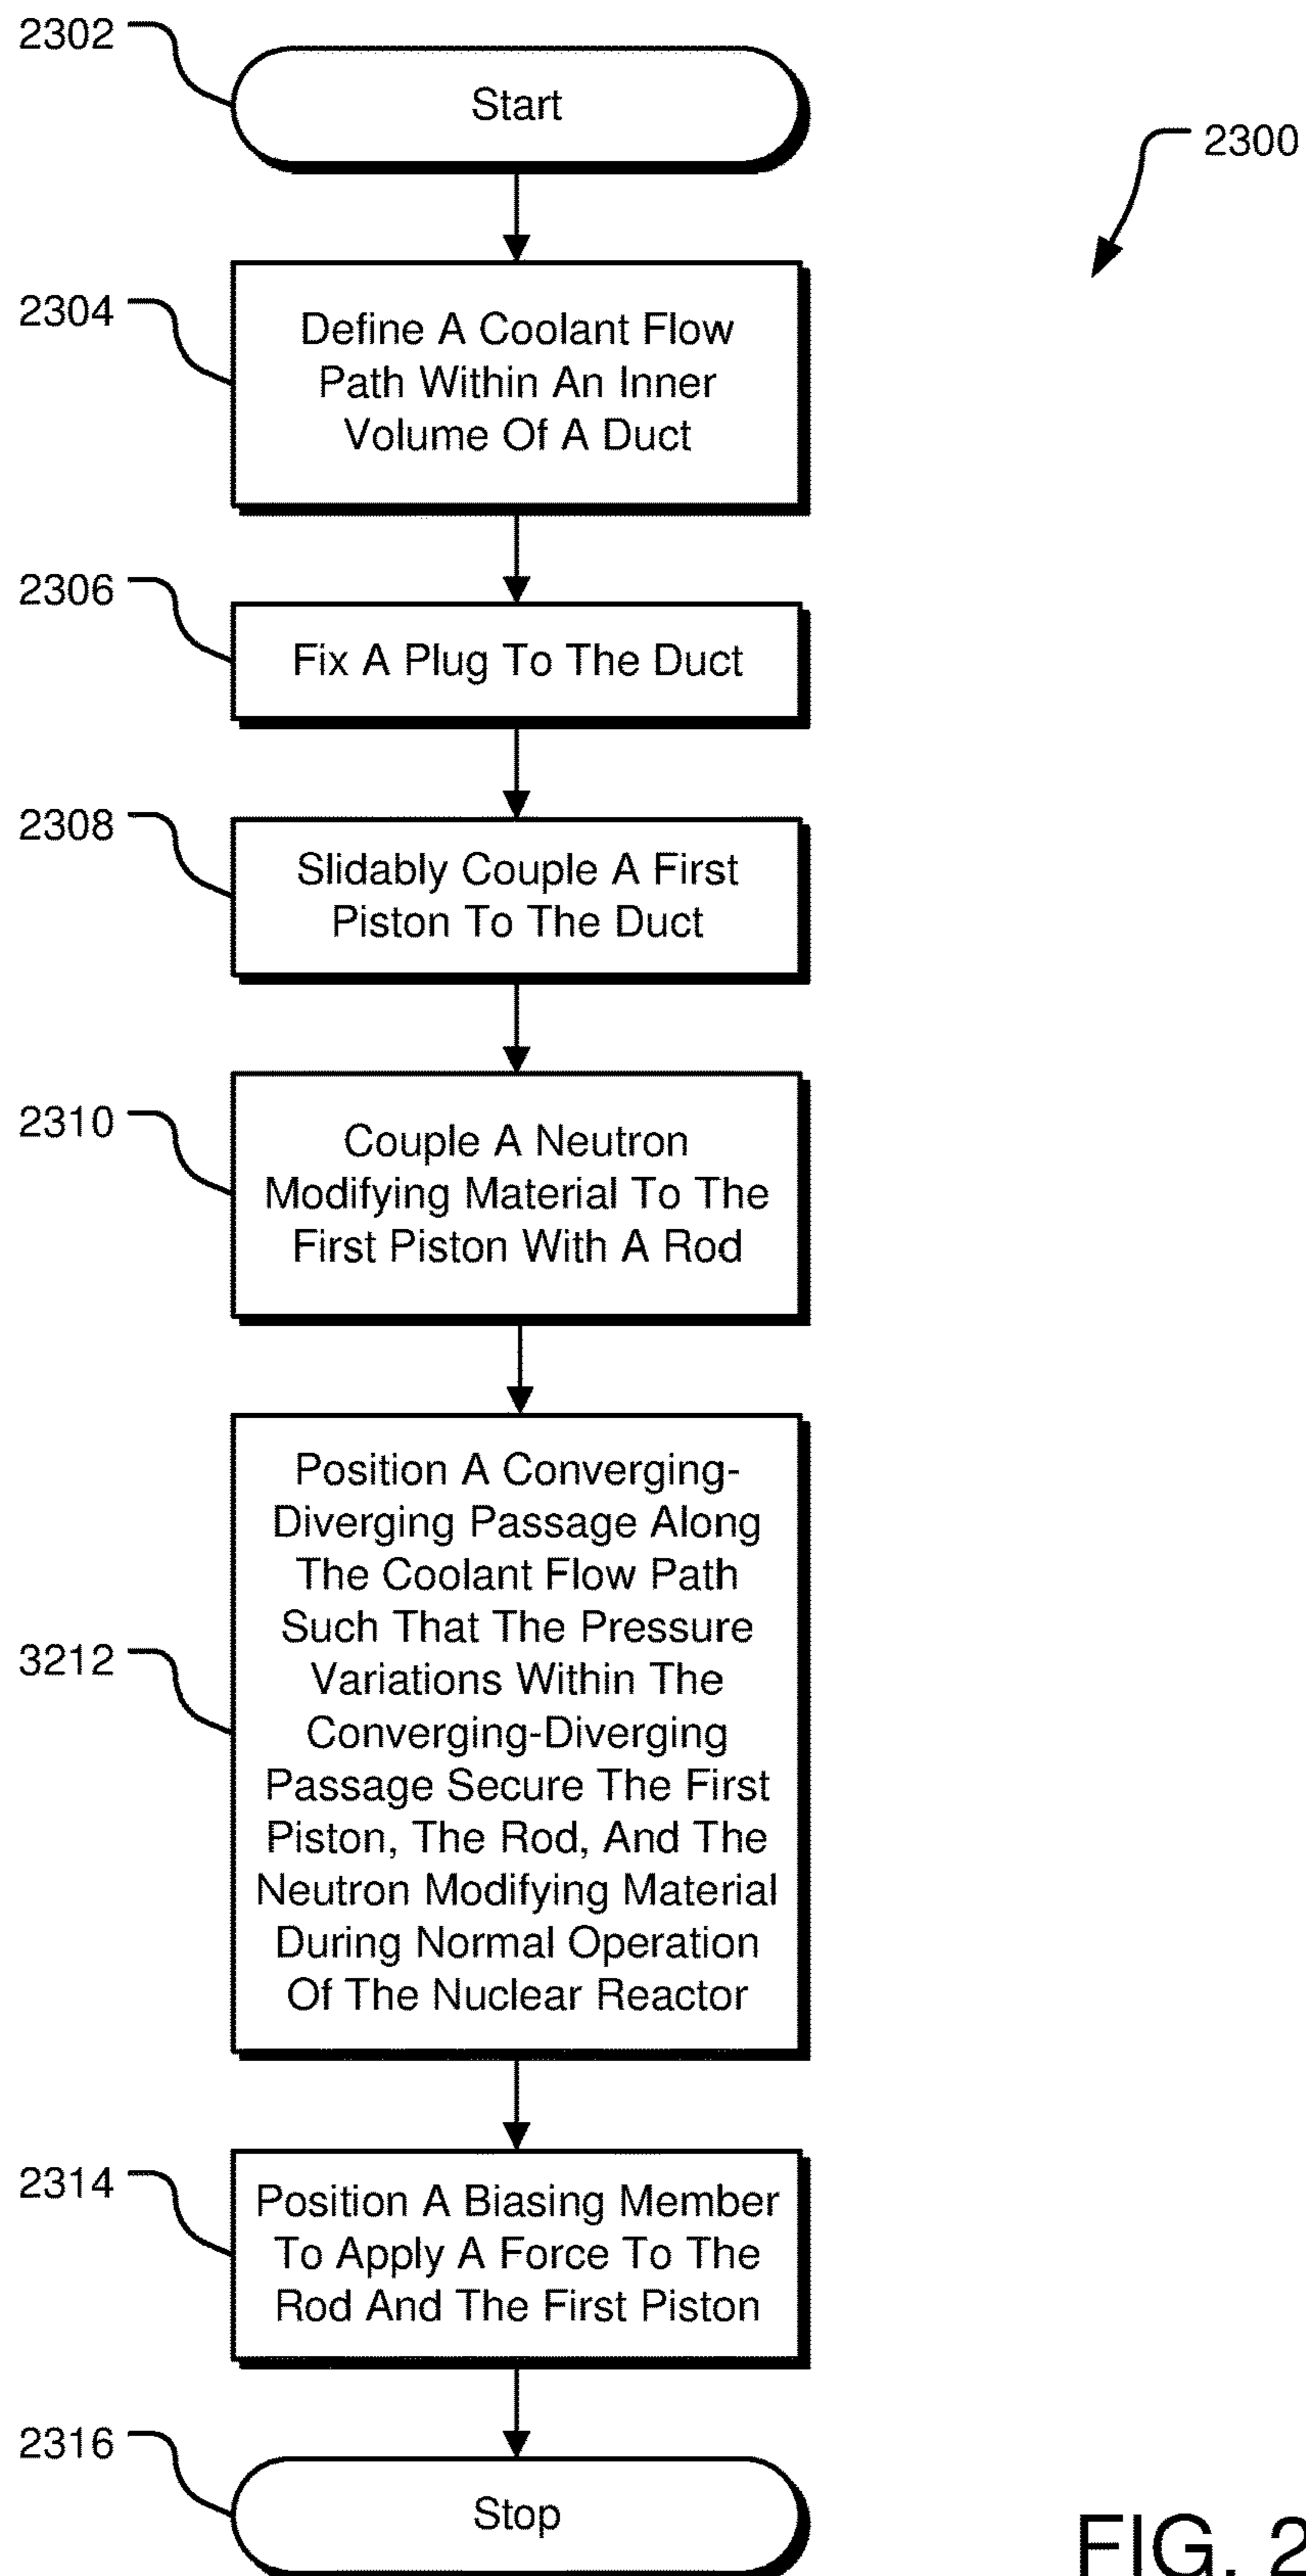 2302
Start
2300
2304
Define A Coolant Flow
Path Within An Inner
Volume Of A Duct
2306
Fix A Plug To The Duct
2308
Slidably Couple A First
Piston To The Duct
2310
Couple A Neutron
Modifying Material To The
First Piston With A Rod
3212
Position A Converging-
Diverging Passage Along
The Coolant Flow Path
Such That The Pressure
Variations Within The
Converging-Diverging
Passage Secure The First
Piston, The Rod, And The
Neutron Modifying Material
During Normal Operation
Of The Nuclear Reactor
2314
Position A Biasing Member
To Apply A Force To The
Rod And The First Piston
2316
Stop
FIG. 2